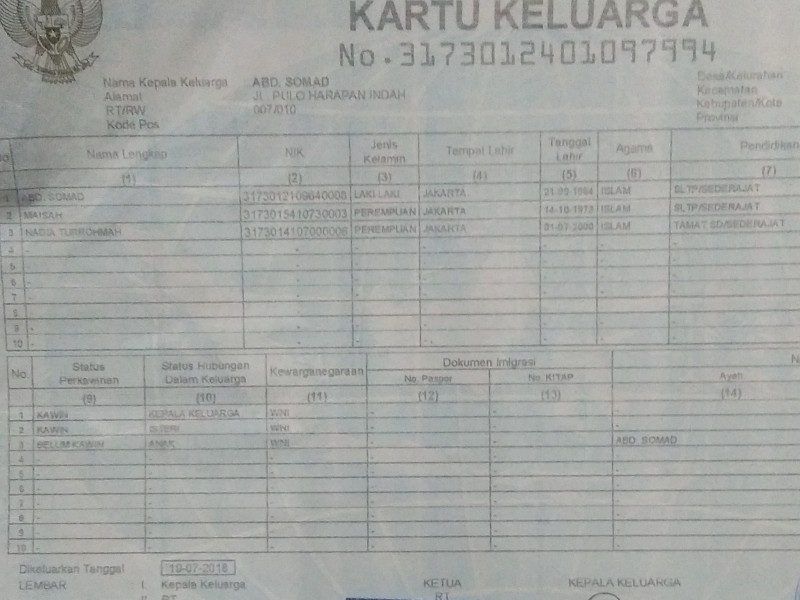 KARTU KELUARGA
No. 3173012401097994
Nama Kepala Keluarga : ABD. SOMAD
Alamat : JL. PULO HARAPAN INDAH
RT/RW : 007/010
Kode Pos :
Desa/Kelurahan
Kecamatan
Kabupaten/Kota
Provinsi
No Nama Lengkap NIK Jenis Kelamin Tempat Lahir Tanggal Lahir Agama Pendidikan
(1) (2) (3) (4) (5) (6) (7)
1 ABD. SOMAD 3173012109640008 LAKI LAKI JAKARTA 21-09-1964 ISLAM SLTP/SEDERAJAT
2 MAISAH 3173015410730003 PEREMPUAN JAKARTA 14-10-1973 ISLAM SLTP/SEDERAJAT
3 NADIA 3173014107000006 PEREMPUAN JAKARTA 01-07-2000 ISLAM TAMAT SD/SEDERAJAT
4 - - - - - - -
5 - - - - - - -
6 - - - - - - -
7 - - - - - - -
8 - - - - - - -
9 - - - - - - -
10 - - - - - - -
No. Status Perkawinan Status Hubungan Dalam Keluarga Kewarganegaraan Dokumen Imigrasi
No. Paspor No. KITAP Ayah
(9) (10) (11) (12) (13) (14)
1 KAWIN KEPALA KELUARGA WNI - - -
2 KAWIN ISTERI WNI - - -
3 BELUM KAWIN ANAK WNI - - ABD. SOMAD
4 - - - - - -
5 - - - - - -
6 - - - - - -
7 - - - - - -
8 - - - - - -
9 - - - - - -
10 - - - - - -
Dikeluarkan Tanggal : 19-07-2018
LEMBAR : I. Kepala Keluarga
II. RT
KETUA RT
KEPALA KELUARGA